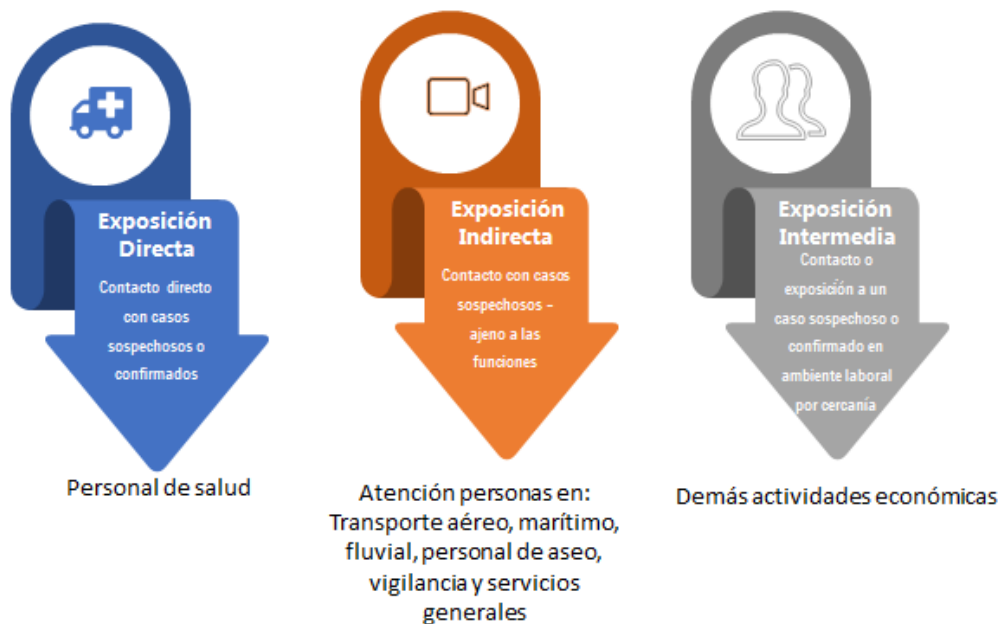 Exposición
Directa
Contacto directo
con casos
sospechosos o
confirmados
Personal de salud
Exposición
Indirecta
Contacto con casos
sospechosos –
ajeno a las
funciones
Atención personas en:
Transporte aéreo, marítimo,
fluvial, personal de aseo,
vigilancia y servicios
generales
Exposición
Intermedia
Contacto o
exposición a un
caso sospechoso o
confirmado en
ambiente laboral
por cercanía
Demás actividades económicas